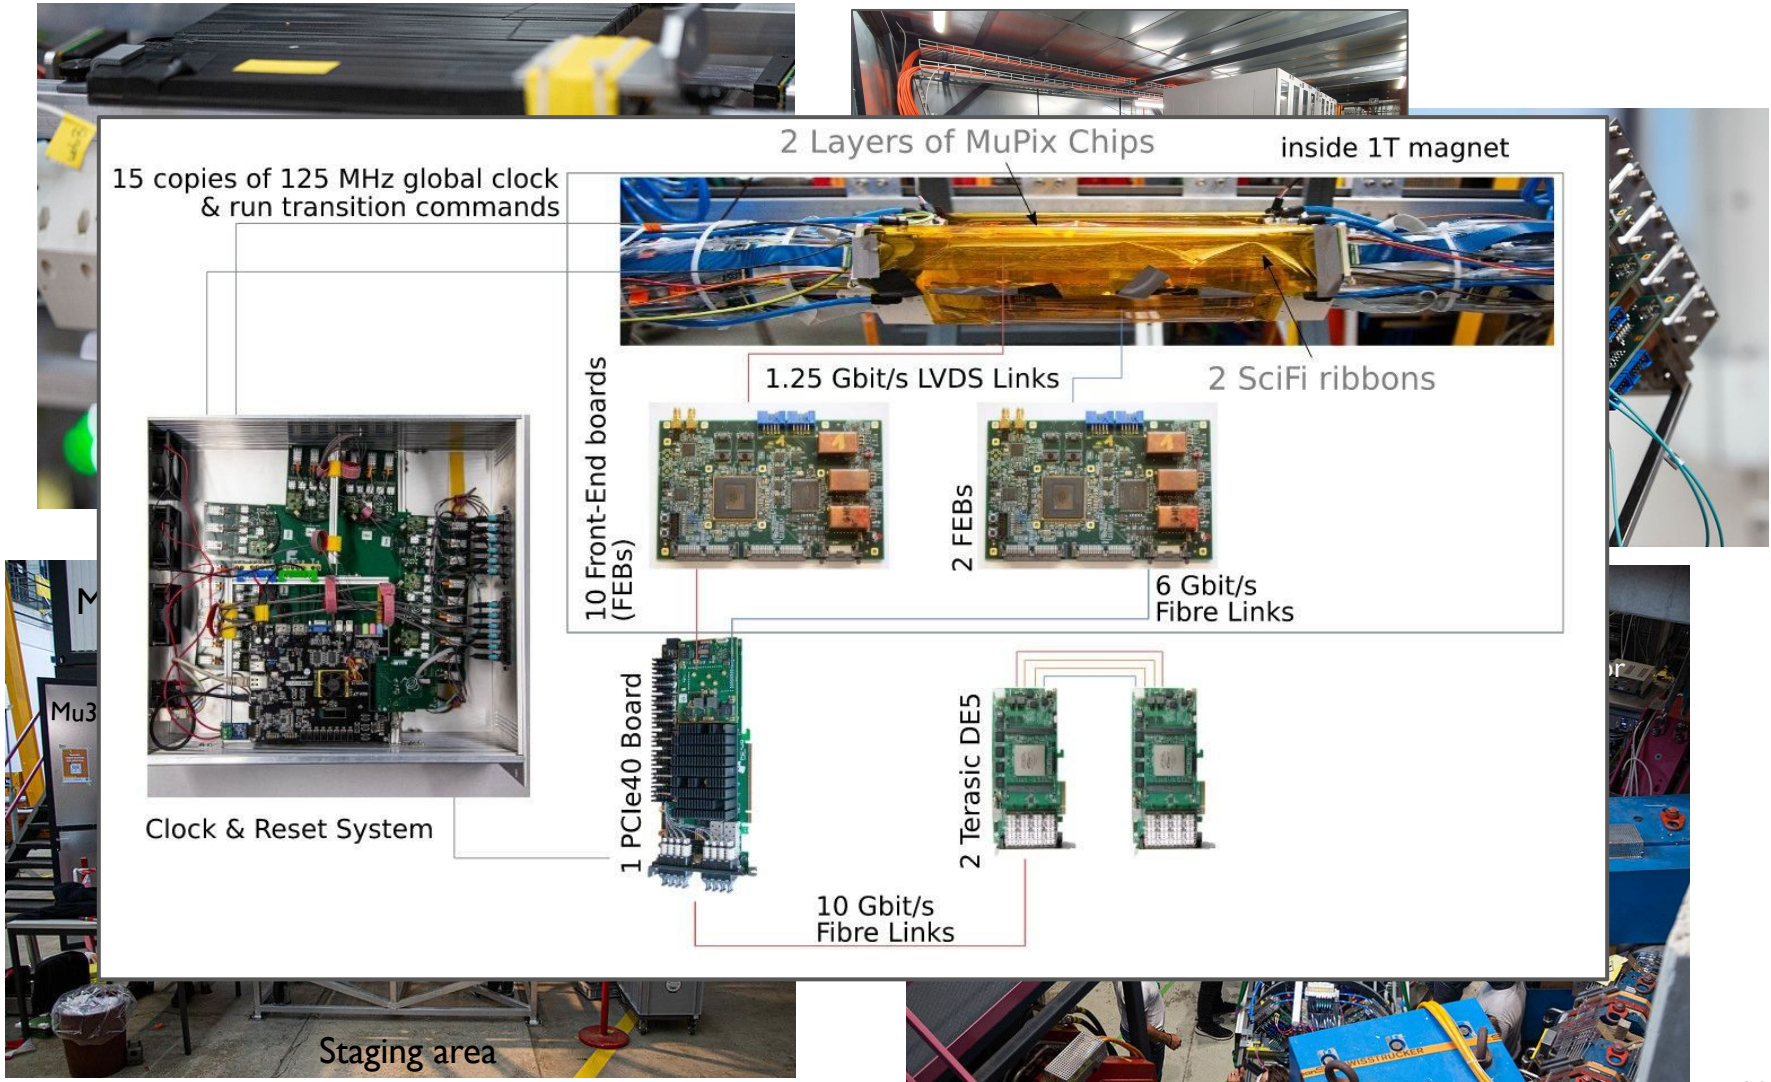 2 Layers of MuPix Chips
inside 1T magnet
15 copies of 125 MHz global clock
& run transition commands
1.25 Gbit/s LVDS Links
2 SciFi ribbons
10 Front-End boards
(FEBs)
2 FEBs
6 Gbit/s
Fibre Links
Mu3
Clock & Reset System
1 PCIe40 Board
2 Terasic DE5
10 Gbit/s
Fibre Links
Staging area
SWISSTRUCKER